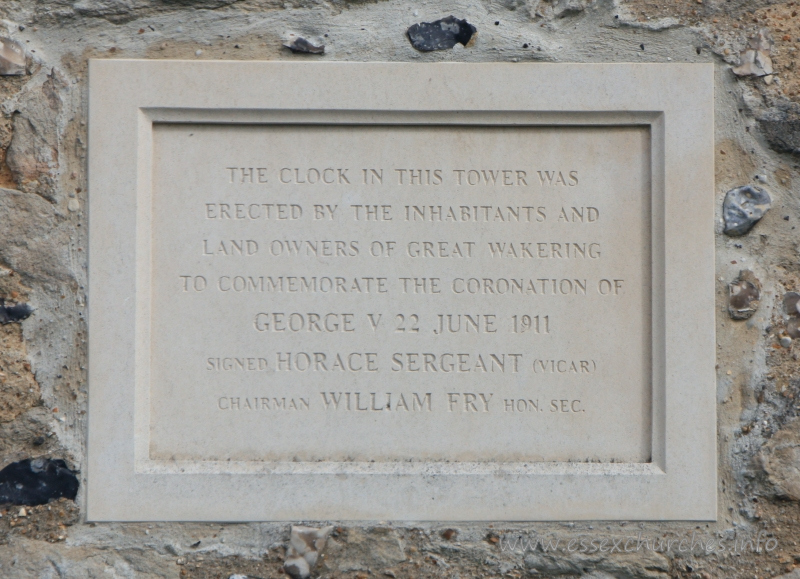 THE CLOCK IN THIS TOWER WAS
ERECTED BY THE INHABITANTS AND
LAND OWNERS OF GREAT WAKERING
TO COMMEMORATE THE CORONATION OF
GEORGE V 22 JUNE 1911
SIGNED HORACE SERGEANT (VICAR)
CHAIRMAN WILLIAM FRY HON. SEC.
www.essexchurches.info